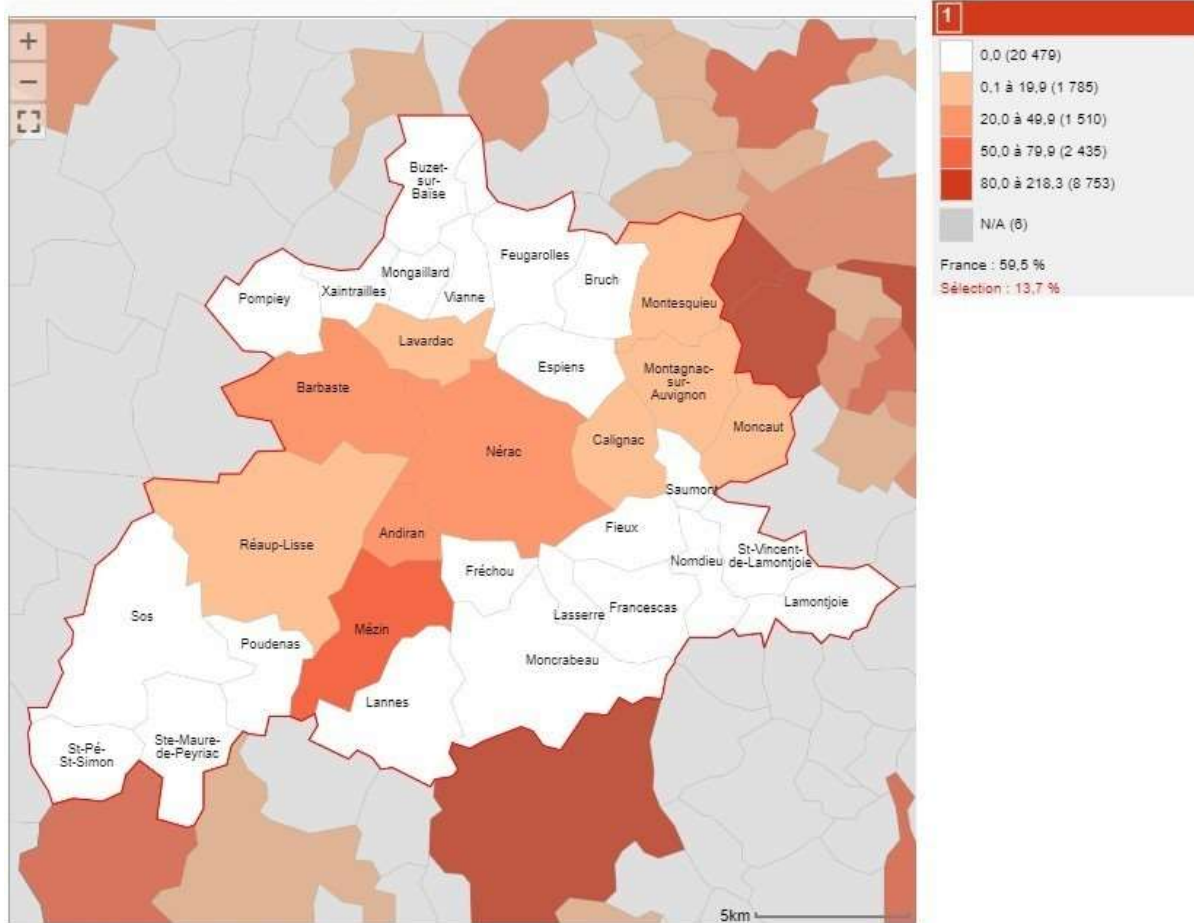 +
−
Buzet-
sur-
Baïse
Feugarolles
Mongaillard
Bruch
Xaintrailles
Vianne
Pompiey
Montesquieu
Lavardac
Espiens
Montagnac-
sur-
Auvignon
Barbaste
Moncaut
Calignac
Nérac
Saumont
Fieux
Andiran
Réaup-Lisse
St-Vincent-
de-Lamontjoie
Nomdieu
Fréchou
Lamontjoie
Francescas
Lasserre
Sos
Mézin
Poudenas
Moncrabeau
Lannes
Ste-Maure-
de-Peyriac
St-Pé-
St-Simon
5km
1
0,0 (20 479)
0,1 à 19,9 (1 785)
20,0 à 49,9 (1 510)
50,0 à 79,9 (2 435)
80,0 à 218,3 (8 753)
N/A (6)
France : 59,5 %
Sélection : 13,7 %